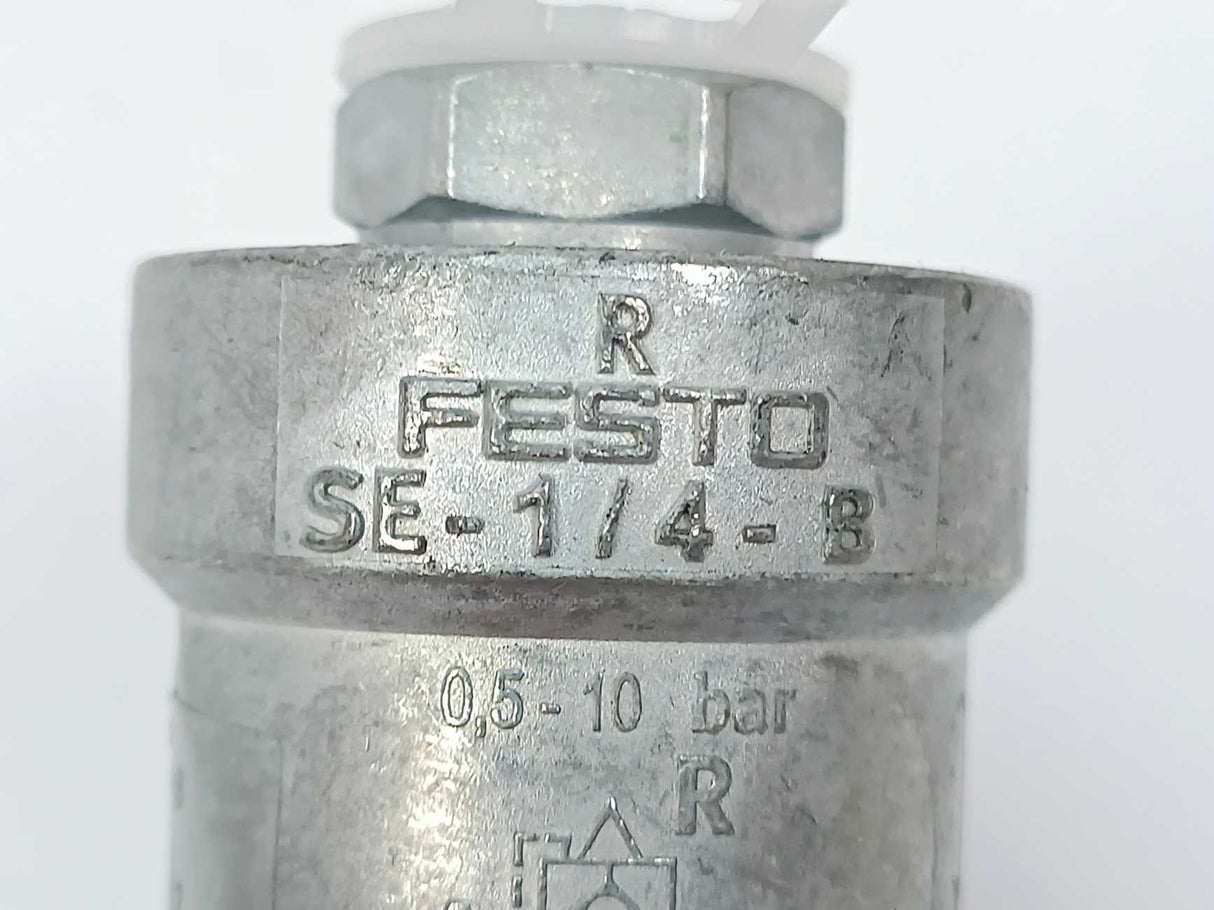 R
FESTO
SE-1/4-B
0,5-10 bar
R